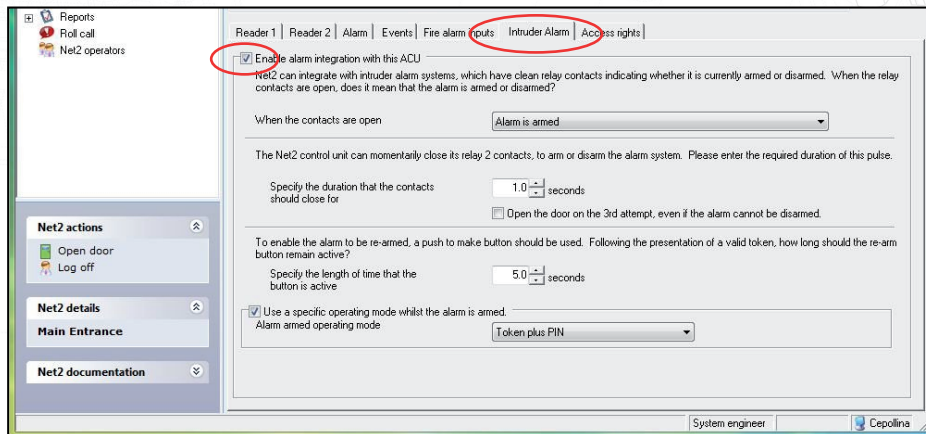 Reports
Roll call
Net2 operators
Net2 actions
Open door
Log off
Net2 details
Main Entrance
Net2 documentation
Reader 1 Reader 2 Alarm Events Fire alarm inputs Intruder Alarm Access rights
Enable alarm integration with this ACU
Net2 can integrate with intruder alarm systems, which have clean relay contacts indicating whether it is currently armed or disarmed. When the relay
contacts are open, does it mean that the alarm is armed or disarmed?
When the contacts are open Alarm is armed
The Net2 control unit can momentarily close its relay 2 contacts, to arm or disarm the alarm system. Please enter the required duration of this pulse.
Specify the duration that the contacts
should close for 1.0 seconds
Open the door on the 3rd attempt, even if the alarm cannot be disarmed.
To enable the alarm to be re-armed, a push to make button should be used. Following the presentation of a valid token, how long should the re-arm
button remain active?
Specify the length of time that the
button is active 5.0 seconds
Use a specific operating mode whilst the alarm is armed.
Alarm armed operating mode Token plus PIN
System engineer Cepollina